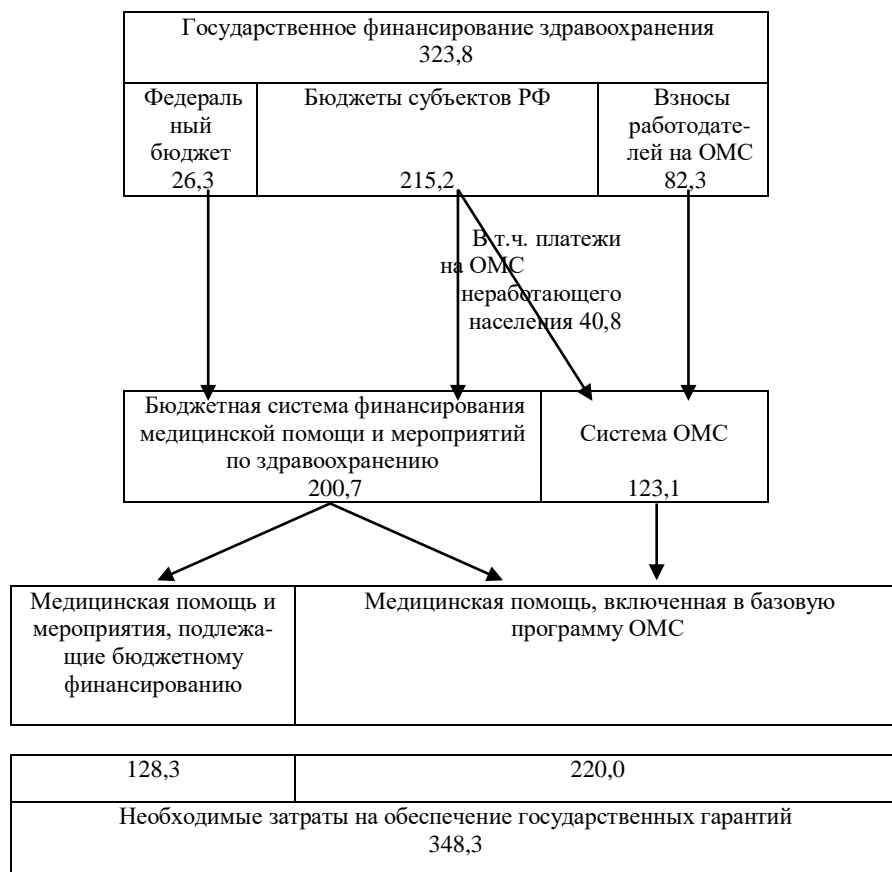 Государственное финансирование здравоохранения
323,8
Федераль
ный
бюджет
26,3
Бюджеты субъектов РФ
215,2
Взносы
работодате-
лей на ОМС
82,3
В т.ч. платежи
на ОМС
неработающего
населения 40,8
Бюджетная система финансирования
медицинской помощи и мероприятий
по здравоохранению
200,7
Система ОМС
123,1
Медицинская помощь и
мероприятия, подлежа-
щие бюджетному
финансированию
Медицинская помощь, включенная в базовую
программу ОМС
128,3
220,0
Необходимые затраты на обеспечение государственных гарантий
348,3